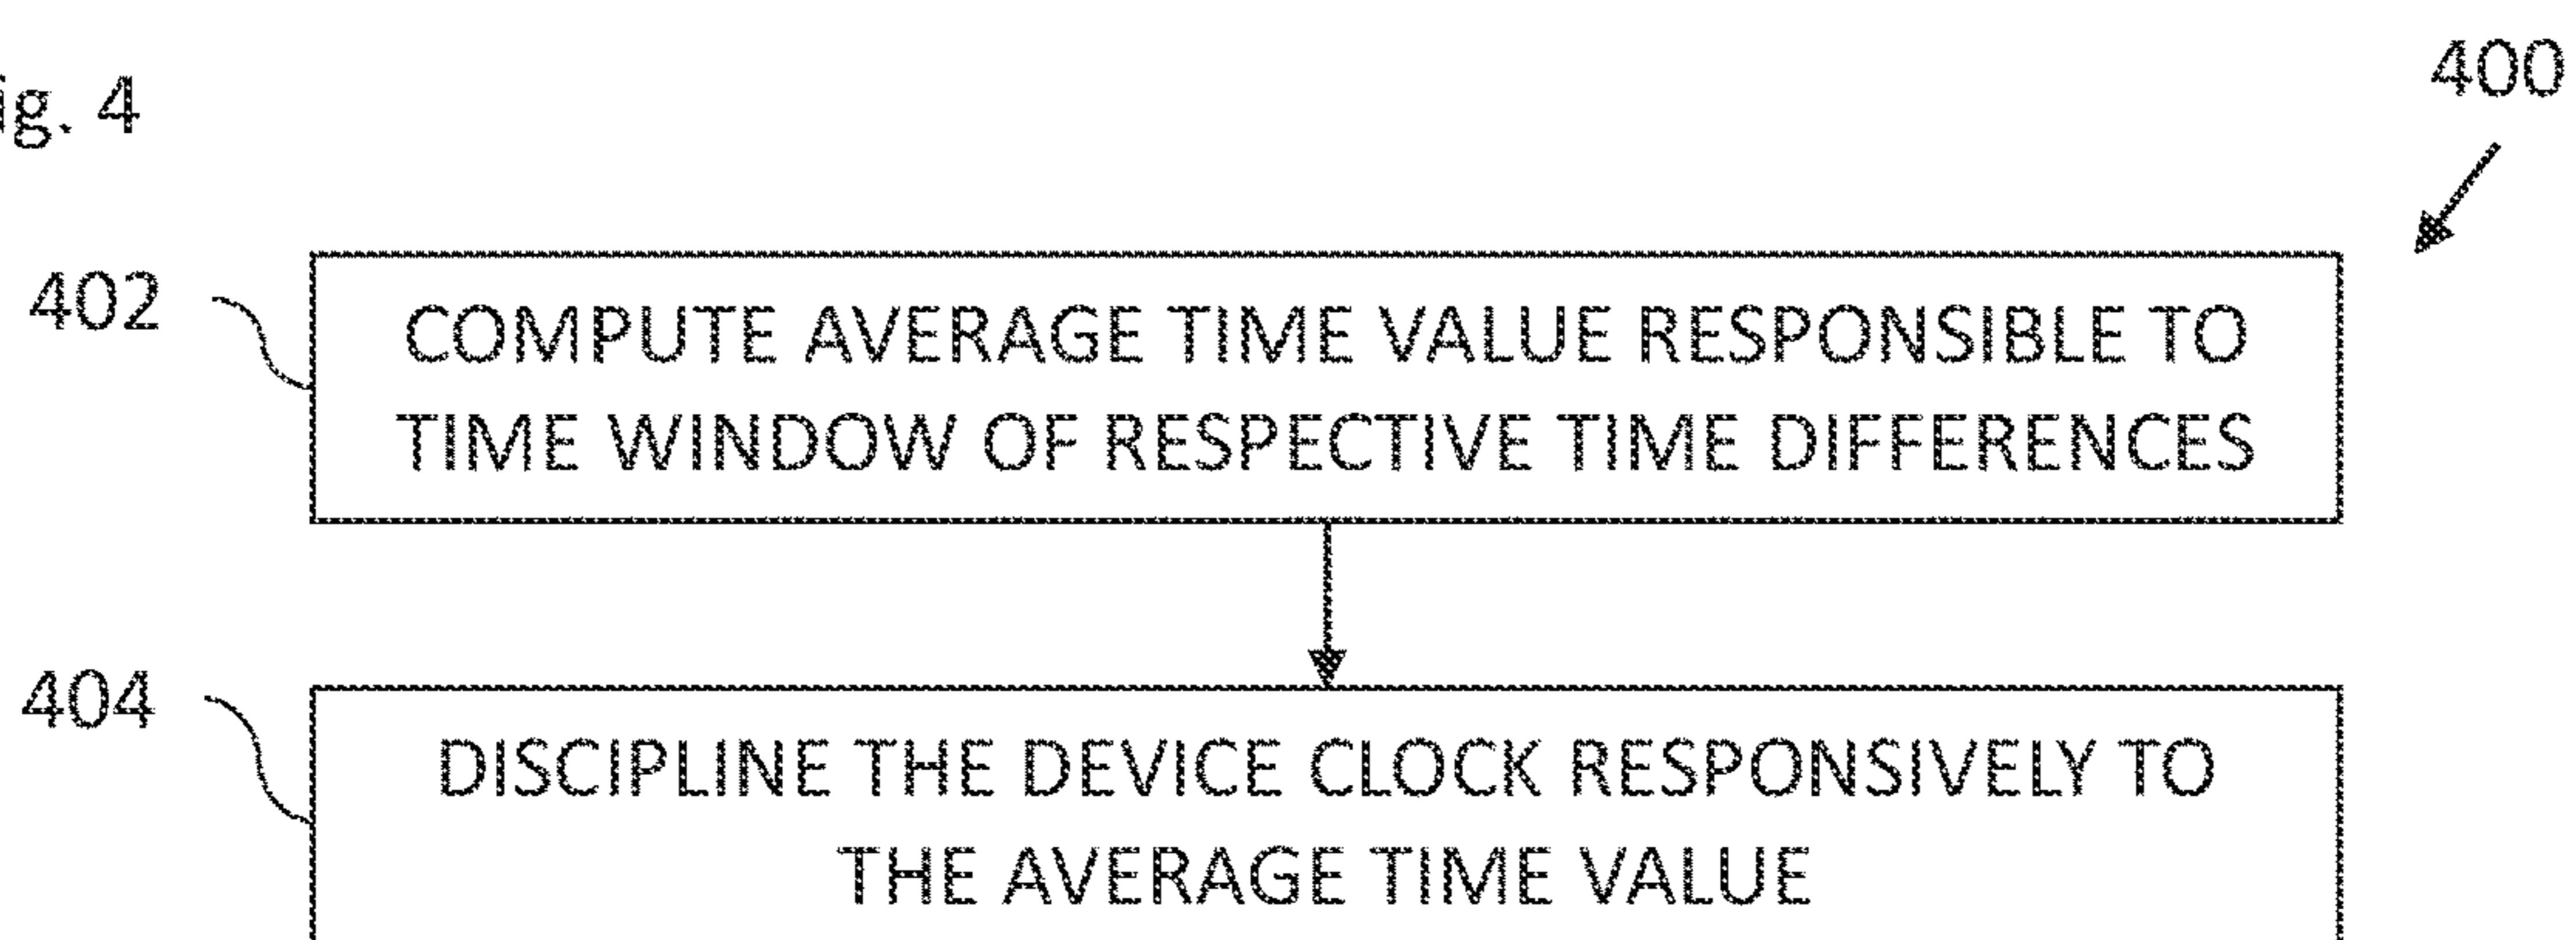 ig. 4
400
402
COMPUTE AVERAGE TIME VALUE RESPONSIBLE TO
TIME WINDOW OF RESPECTIVE TIME DIFFERENCES
404
DISCIPLINE THE DEVICE CLOCK RESPONSIVELY TO
THE AVERAGE TIME VALUE